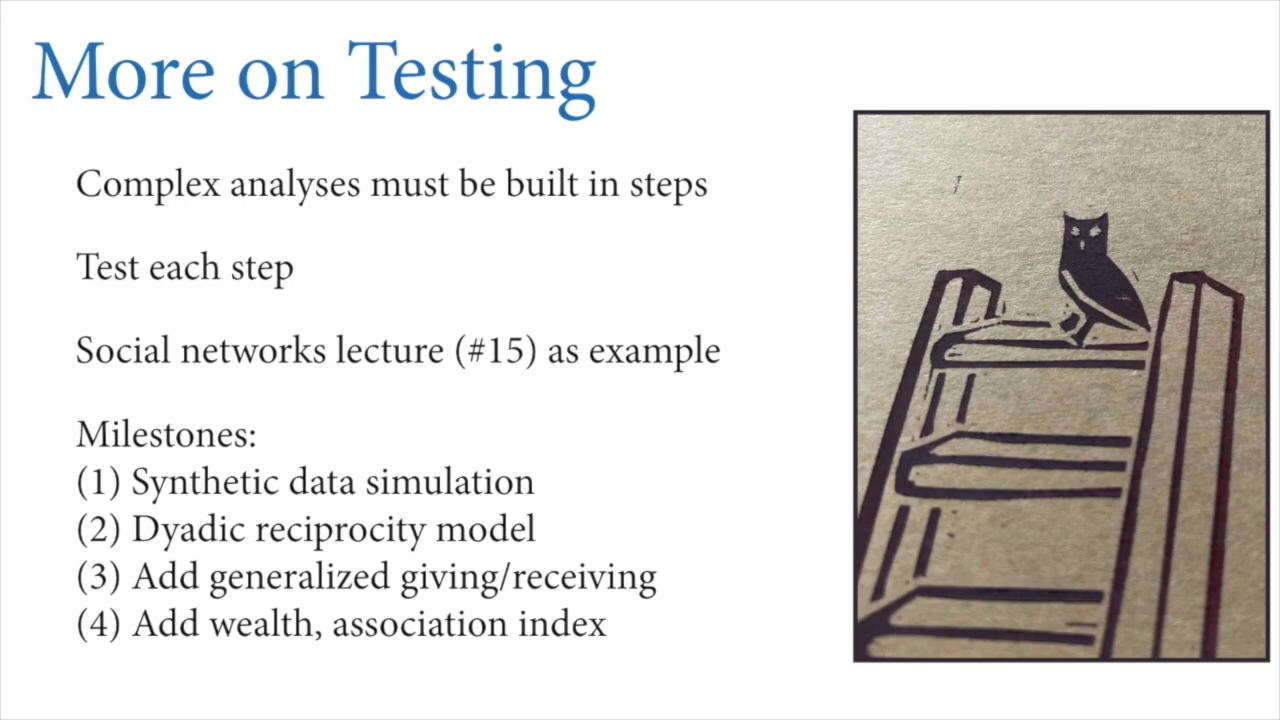 More on Testing
Complex analyses must be built in steps
Test each step
Social networks lecture (#15) as example
Milestones:
(1) Synthetic data simulation
(2) Dyadic reciprocity model
(3) Add generalized giving/receiving
(4) Add wealth, association index